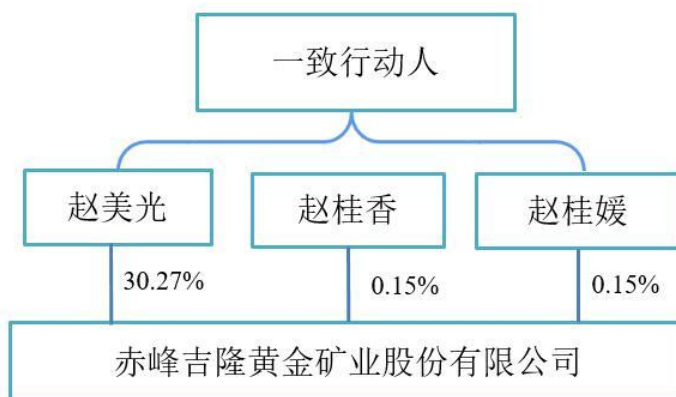 一致行动人
赵美光
赵桂香
赵桂媛
30.27%
0.15%
0.15%
赤峰吉隆黄金矿业股份有限公司